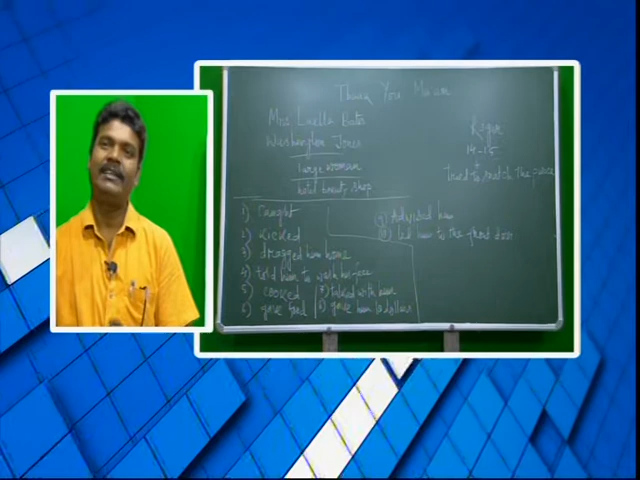 Thank You Ma'am
Mrs Luella Bates
Washington Jones
large woman
hotel beauty shop
Roger
14-15
Tried to snatch the purse
1) caught
2) kicked
3) dragged him home
4) told him to wash his face
5) cooked
6) gave food
7) talked with him
8) gave him 10 dollars
9) Advised him
10) led him to the front door